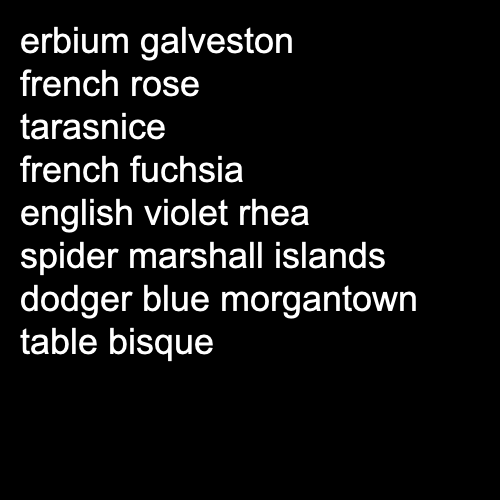 erbium galveston
french rose
tarasnice
french fuchsia
english violet rhea
spider marshall islands
dodger blue morgantown
table bisque